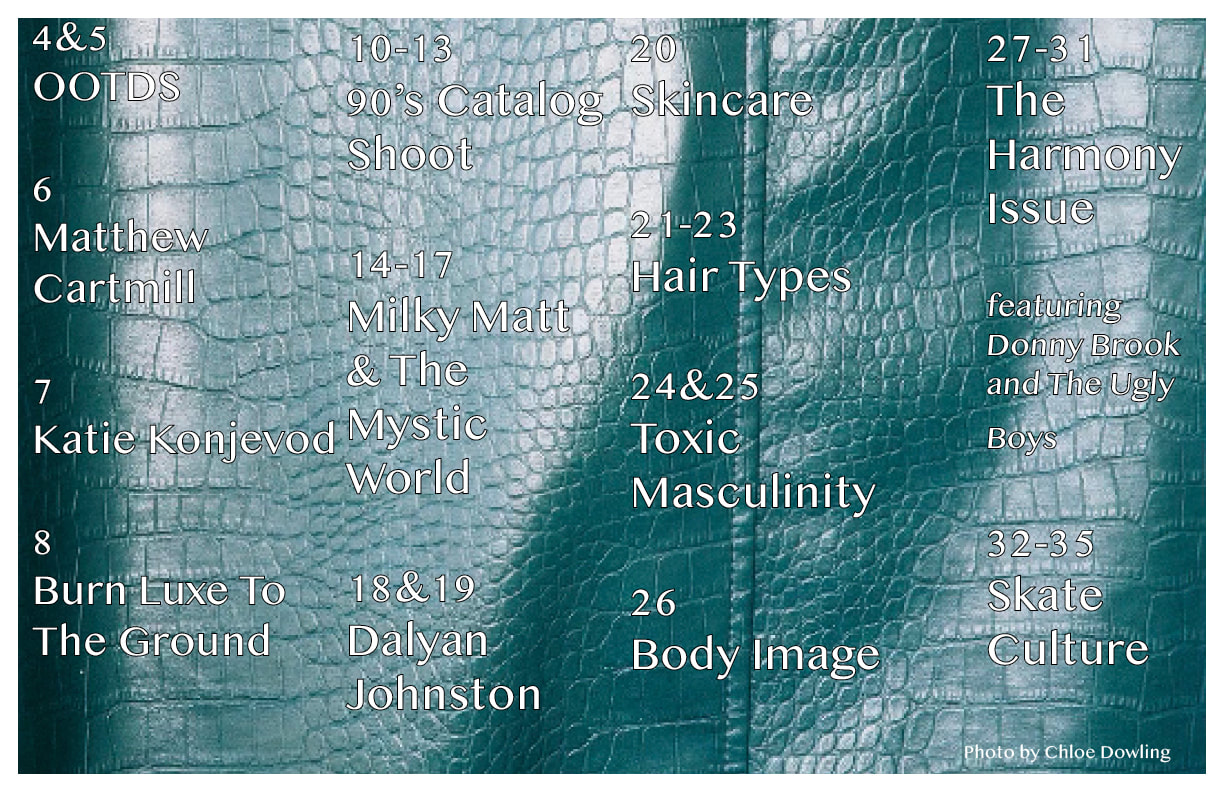 4&5
OOTDS
6
Matthew
Cartmill
7
Katie Konjevod
8
Burn Luxe To
The Ground
10-13
90's Catalog
Shoot
14-17
Milky Matt
& The
Mystic
World
18&19
Dalyan
Johnston
20
Skincare
21-23
Hair Types
24&25
Toxic
Masculinity
26
Body Image
27-31
The
Harmony
Issue
featuring
Donny Brook
and The Ugly
Boys
32-35
Skate
Culture
Photo by Chloe Dowling